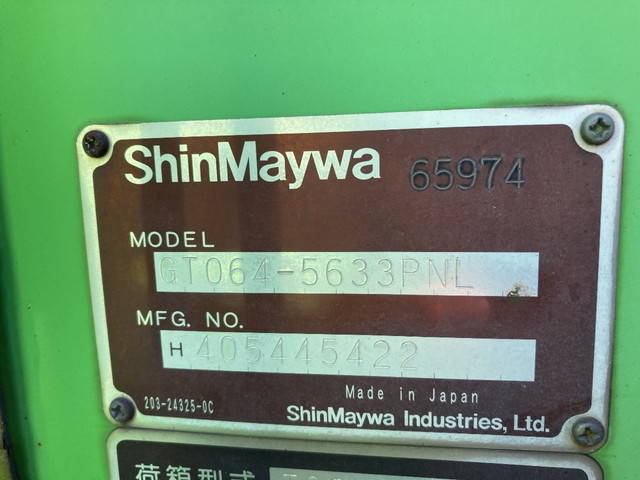 ShinMaywa 65974
MODEL
GT064-5633PNL
MFG. NO.
H 405445422
Made in Japan
203-24325-0C
ShinMaywa Industries, Ltd.
荷箱型式